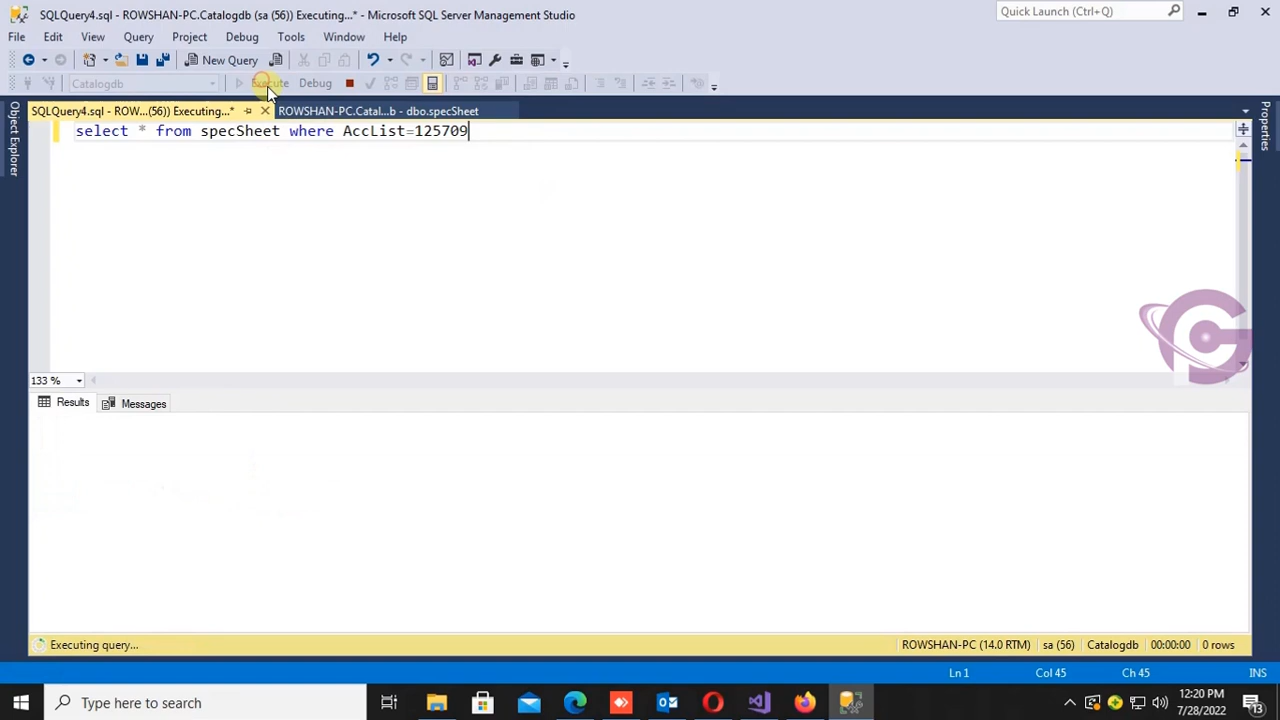 SQLQuery4.sql - ROWSHAN-PC.Catalogdb (sa (56)) Executing...* - Microsoft SQL Server Management Studio
Quick Launch (Ctrl+Q)
File Edit View Query Project Debug Tools Window Help
New Query
Catalogdb Execute Debug
SQLQuery4.sql - ROW...(56)) Executing...* ROWSHAN-PC.Catal...b - dbo.specSheet
Object Explorer
Properties
select * from specSheet where AccList=125709
133 %
Results Messages
Executing query... ROWSHAN-PC (14.0 RTM) sa (56) Catalogdb 00:00:00 0 rows
Ln 1 Col 45 Ch 45 INS
Type here to search
12:20 PM
7/28/2022
13